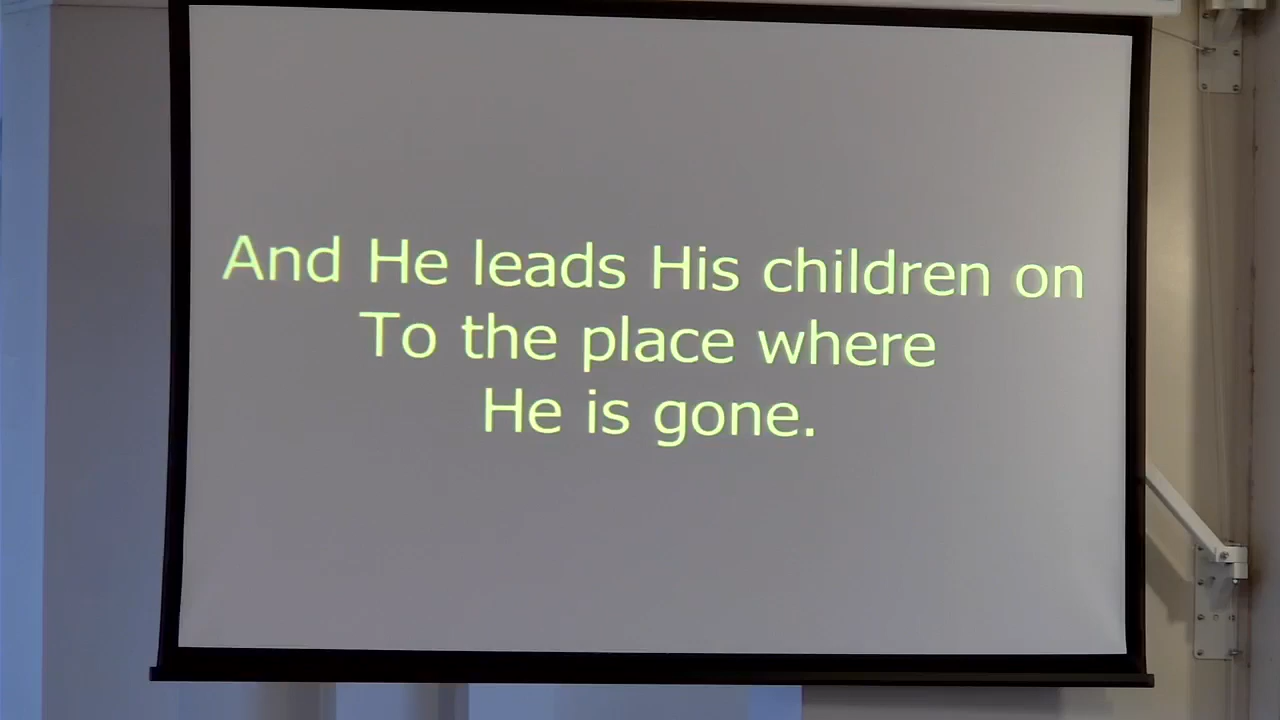 And He leads His children on
To the place where
He is gone.